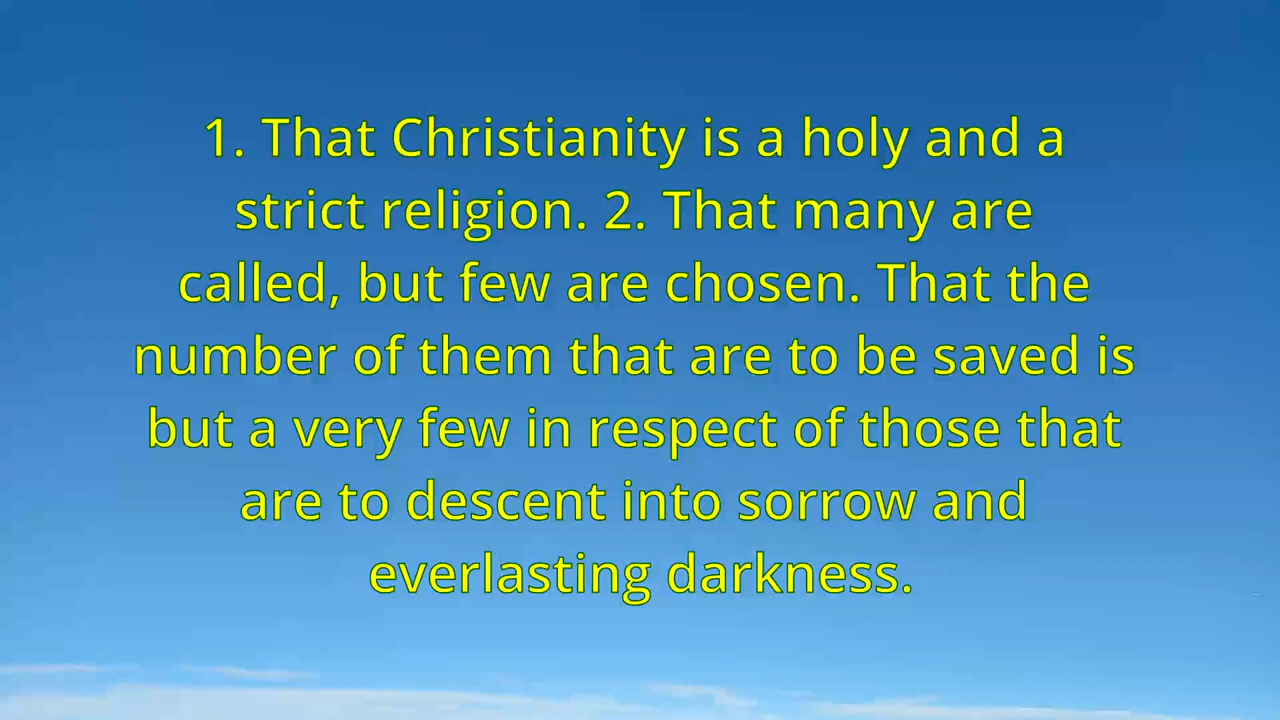 1. That Christianity is a holy and a
strict religion. 2. That many are
called, but few are chosen. That the
number of them that are to be saved is
but a very few in respect of those that
are to descent into sorrow and
everlasting darkness.